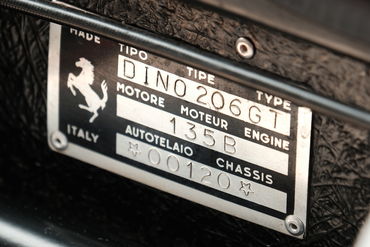 MADE TIPO TIPE TYPE
DINO 206GT
MOTORE MOTEUR ENGINE
135B
ITALY AUTOTELAIO CHASSIS
☆00120☆